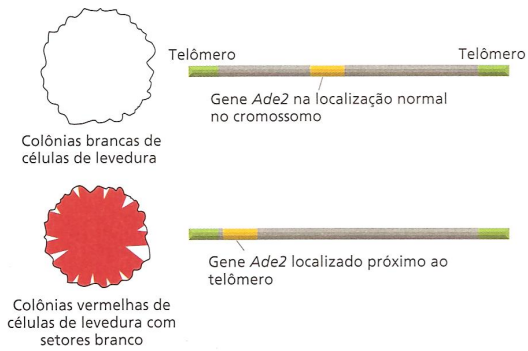 Telômero
Telômero
Gene Ade2 na localização normal
no cromossomo
Colônias brancas de
células de levedura
Gene Ade2 localizado próximo ao
telômero
Colônias vermelhas de
células de levedura com
setores branco